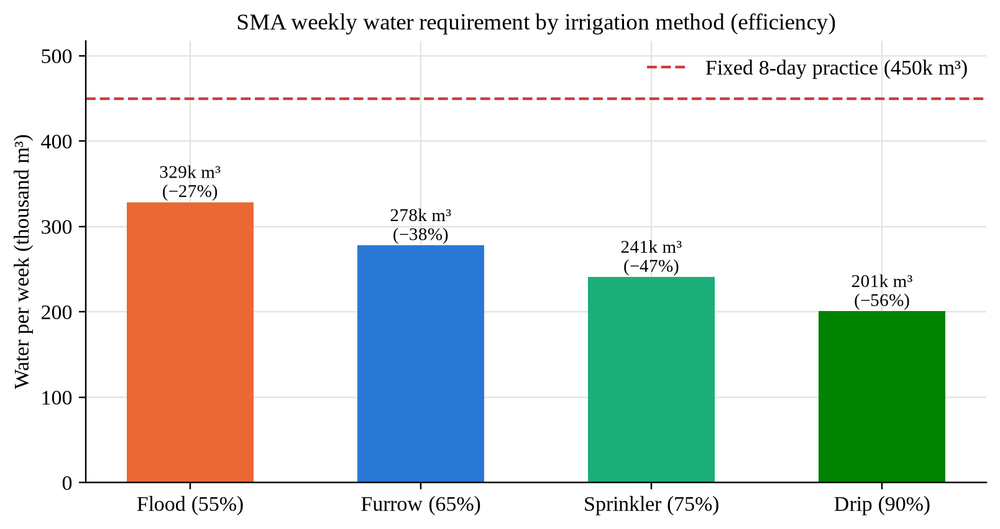 SMA weekly water requirement by irrigation method (efficiency)
Fixed 8-day practice (450k m³)
Water per week (thousand m³)
500
400
300
200
100
0
329k m³
(−27%)
278k m³
(−38%)
241k m³
(−47%)
201k m³
(−56%)
Flood (55%)
Furrow (65%)
Sprinkler (75%)
Drip (90%)